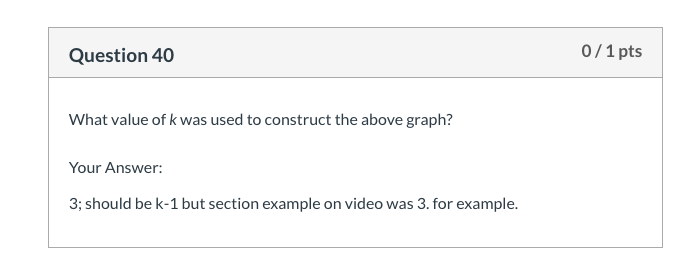 Question 40
0 / 1 pts
What value of k was used to construct the above graph?
Your Answer:
3; should be k-1 but section example on video was 3. for example.